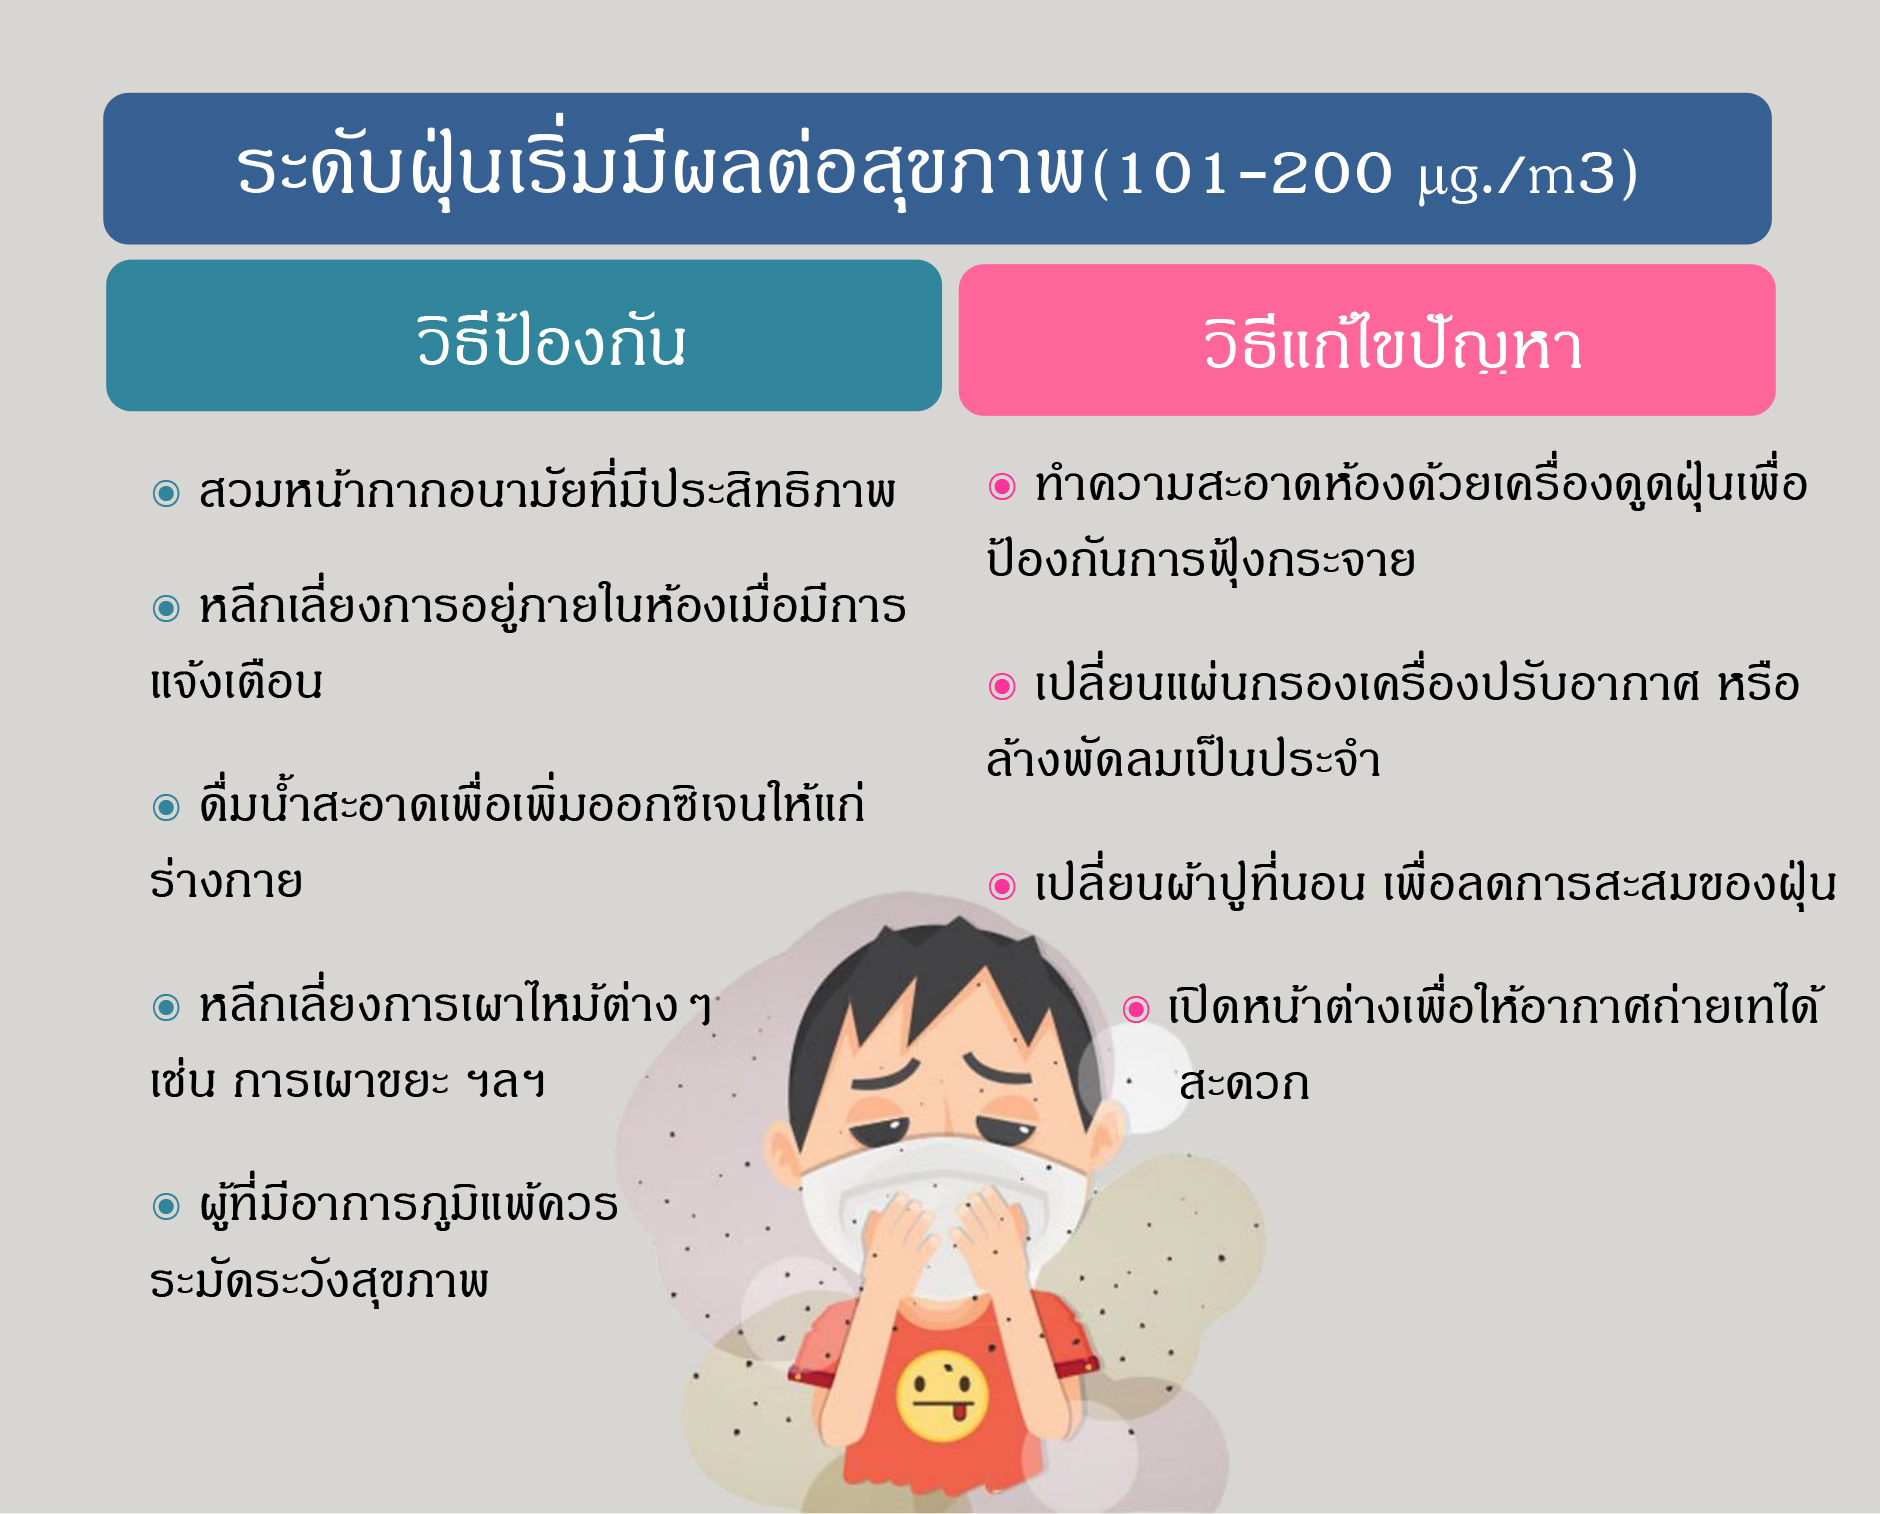 ระดับฝุ่นเริ่มมีผลต่อสุขภาพ(101-200 µg./m3)
วิธีป้องกัน
สวมหน้ากากอนามัยที่มีประสิทธิภาพ
หลีกเลี่ยงการอยู่ภายในห้องเมื่อมีการ
แจ้งเตือน
ดื่มน้ำสะอาดเพื่อเพิ่มออกซิเจนให้แก่
ร่างกาย
หลีกเลี่ยงการเผาไหม้ต่าง ๆ
เช่น การเผาขยะ ฯลฯ
ผู้ที่มีอาการภูมิแพ้ควร
ระมัดระวังสุขภาพ
วิธีแก้ไขปัญหา
ทำความสะอาดห้องด้วยเครื่องดูดฝุ่นเพื่อ
ป้องกันการฟุ้งกระจาย
เปลี่ยนแผ่นกรองเครื่องปรับอากาศ หรือ
ล้างพัดลมเป็นประจำ
เปลี่ยนผ้าปูที่นอน เพื่อลดการสะสมของฝุ่น
เปิดหน้าต่างเพื่อให้อากาศถ่ายเทได้
สะดวก